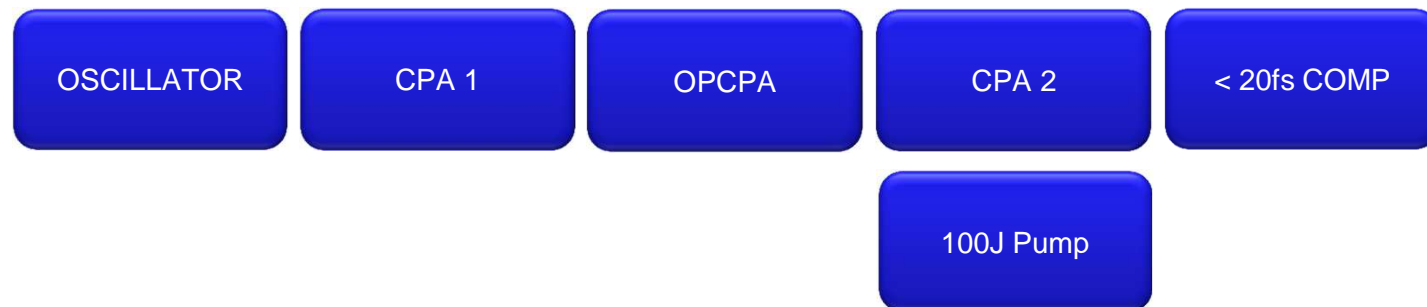 OSCILLATOR
CPA 1
OPCPA
CPA 2
< 20fs COMP
100J Pump